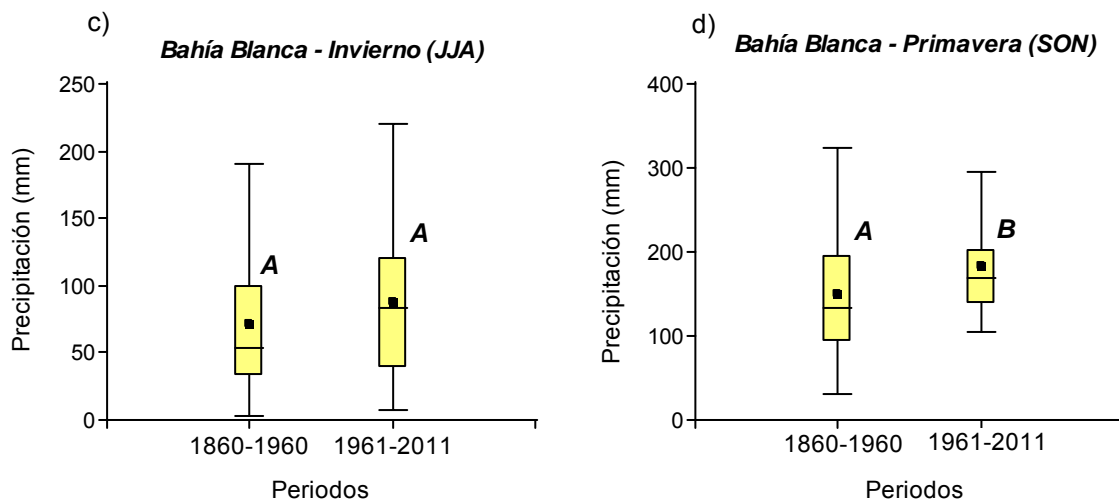 c)
Bahía Blanca - Invierno (JJA)
Precipitación (mm)
250
200
150
100
50
0
A
A
1860-1960 1961-2011
Periodos
d)
Bahía Blanca - Primavera (SON)
Precipitación (mm)
400
300
200
100
0
A
B
1860-1960 1961-2011
Periodos